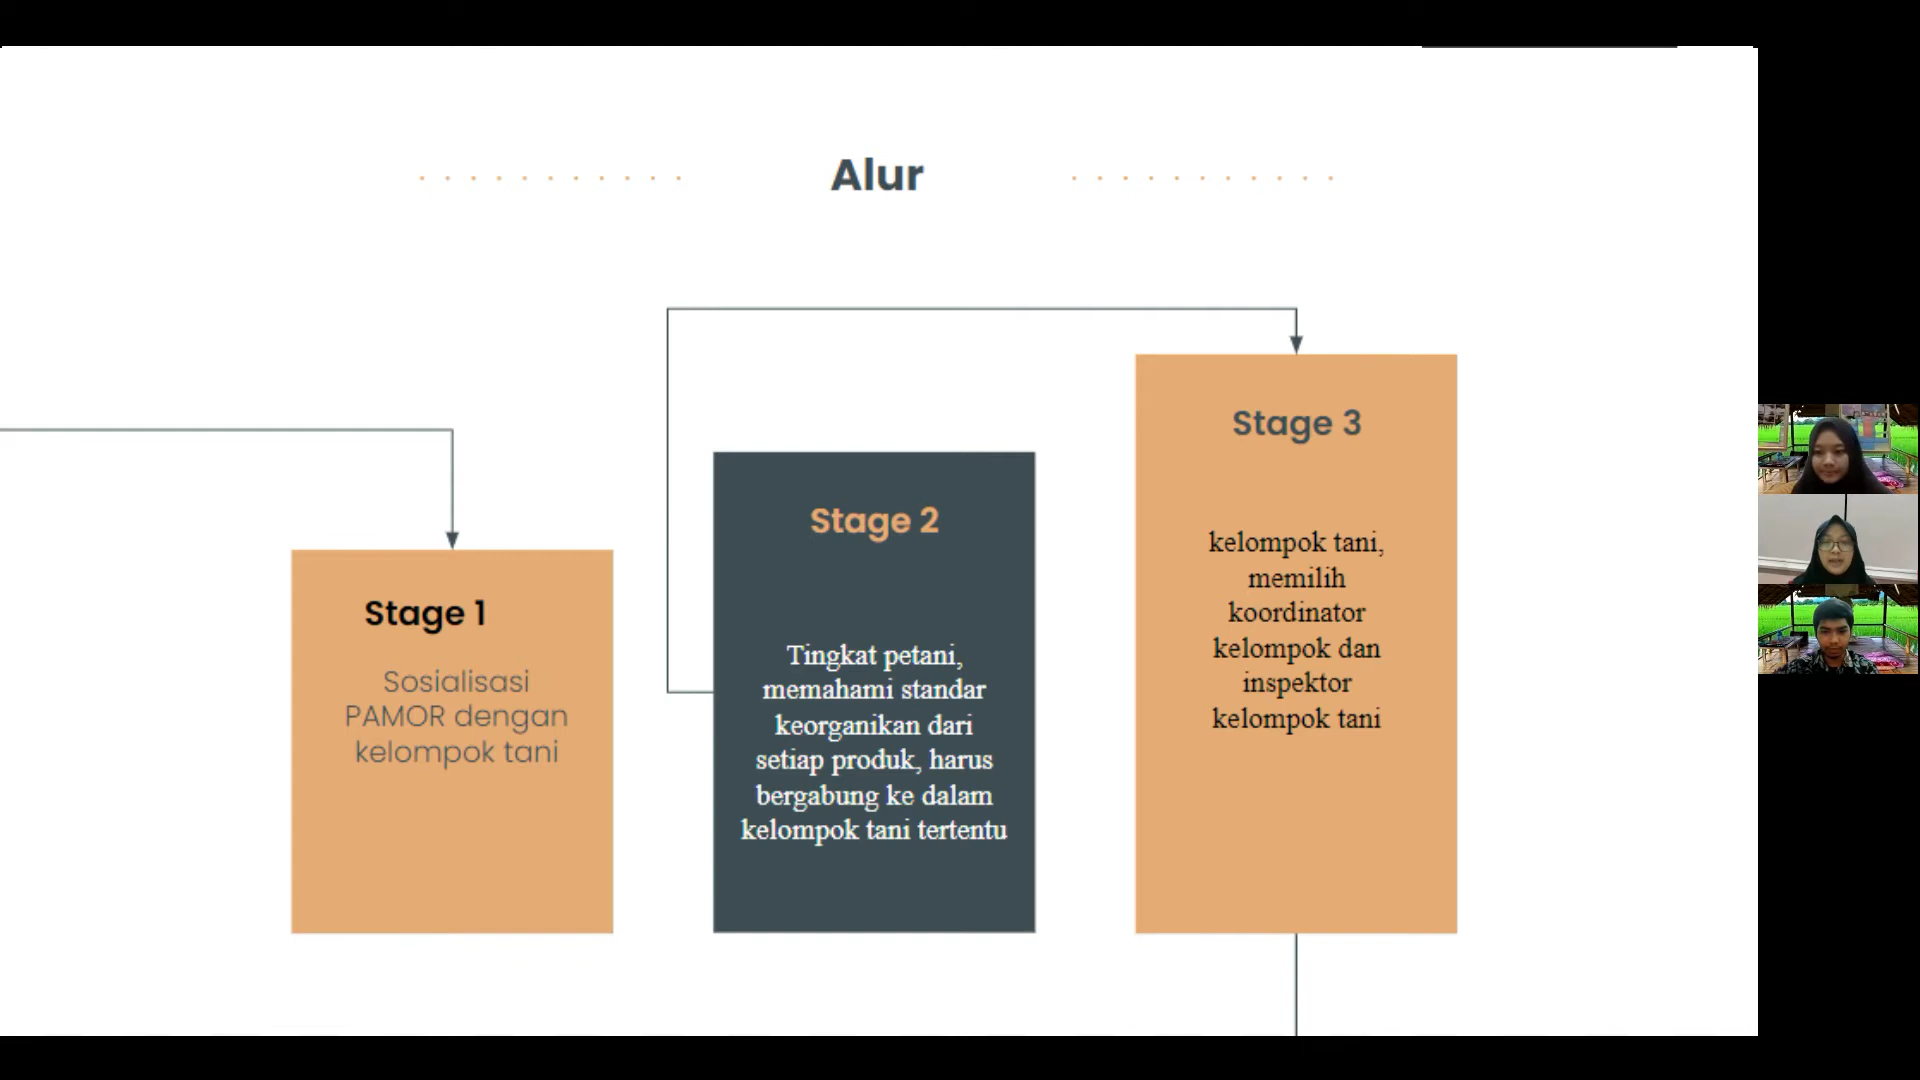 Alur
Stage 1
Sosialisasi
PAMOR dengan
kelompok tani
Stage 2
Tingkat petani,
memahami standar
keorganikan dari
setiap produk, harus
bergabung ke dalam
kelompok tani tertentu
Stage 3
kelompok tani,
memilih
koordinator
kelompok dan
inspektor
kelompok tani